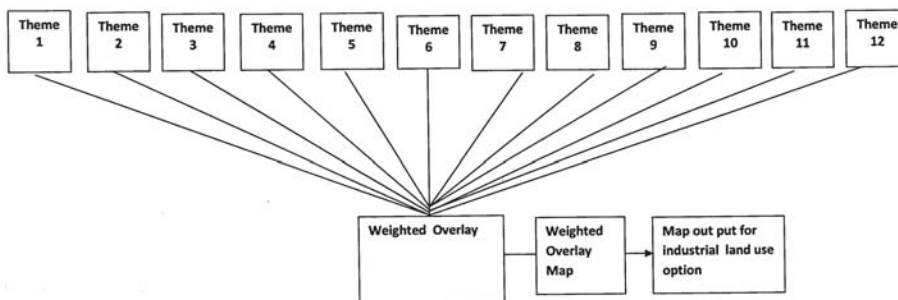 Theme 1
Theme 2
Theme 3
Theme 4
Theme 5
Theme 6
Theme 7
Theme 8
Theme 9
Theme 10
Theme 11
Theme 12
Weighted Overlay
Weighted
Overlay
Map
Map out put for
industrial land use
option